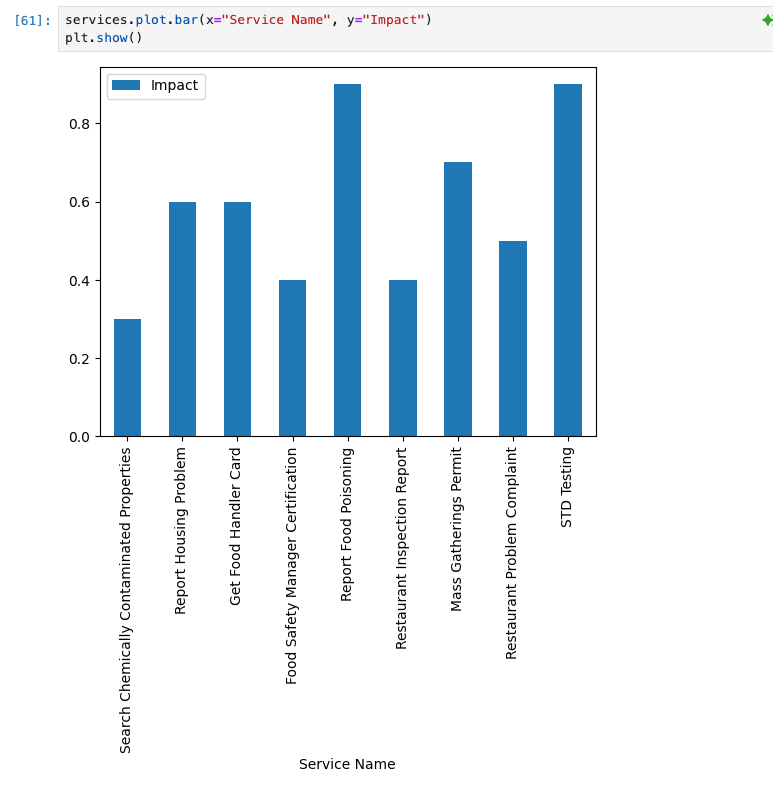 [61]: services.plot.bar(x="Service Name", y="Impact")
plt.show()
Impact
0.8
0.6
0.4
0.2
0.0
Search Chemically Contaminated Properties
Report Housing Problem
Get Food Handler Card
Food Safety Manager Certification
Report Food Poisoning
Restaurant Inspection Report
Mass Gatherings Permit
Restaurant Problem Complaint
STD Testing
Service Name